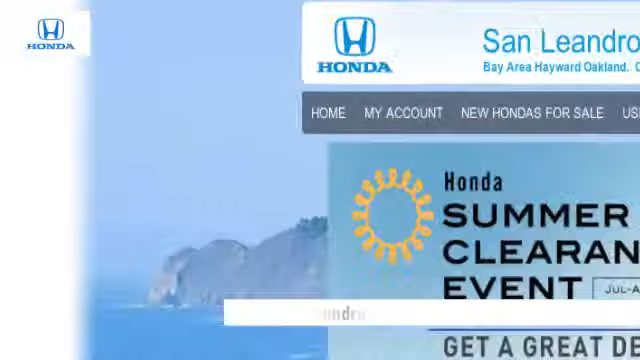 HONDA
HONDA
San Leandro
Bay Area Hayward Oakland.
HOME MY ACCOUNT NEW HONDAS FOR SALE
Honda
SUMMER
CLEARAN
EVENT
JUL-A
GET A GREAT DE